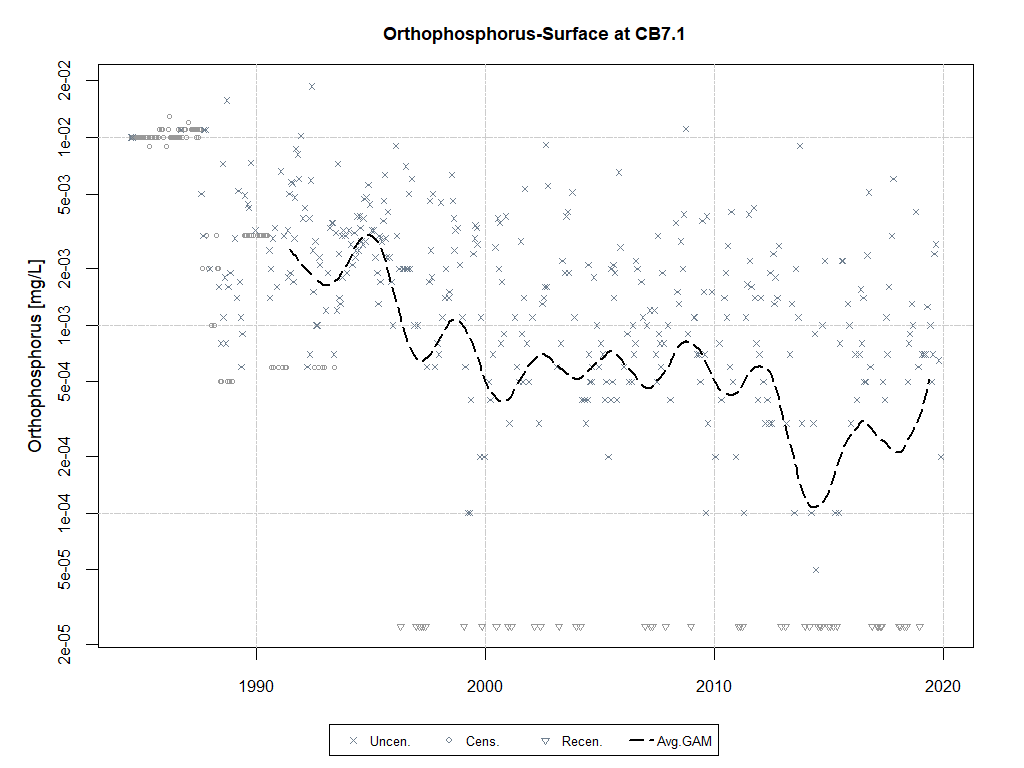 Orthophosphorus-Surface at CB7.1
Orthophosphorus [mg/L]
2e-02
1e-02
5e-03
2e-03
1e-03
5e-04
2e-04
1e-04
5e-05
2e-05
1990 2000 2010 2020
Uncen. Cens. Recen. Avg.GAM